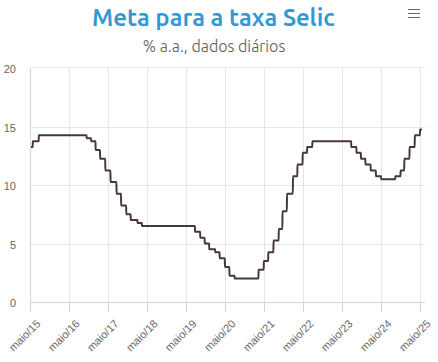 Meta para a taxa Selic
% a.a., dados diários
20
15
10
5
0
maio/15
maio/16
maio/17
maio/18
maio/19
maio/20
maio/21
maio/22
maio/23
maio/24
maio/25